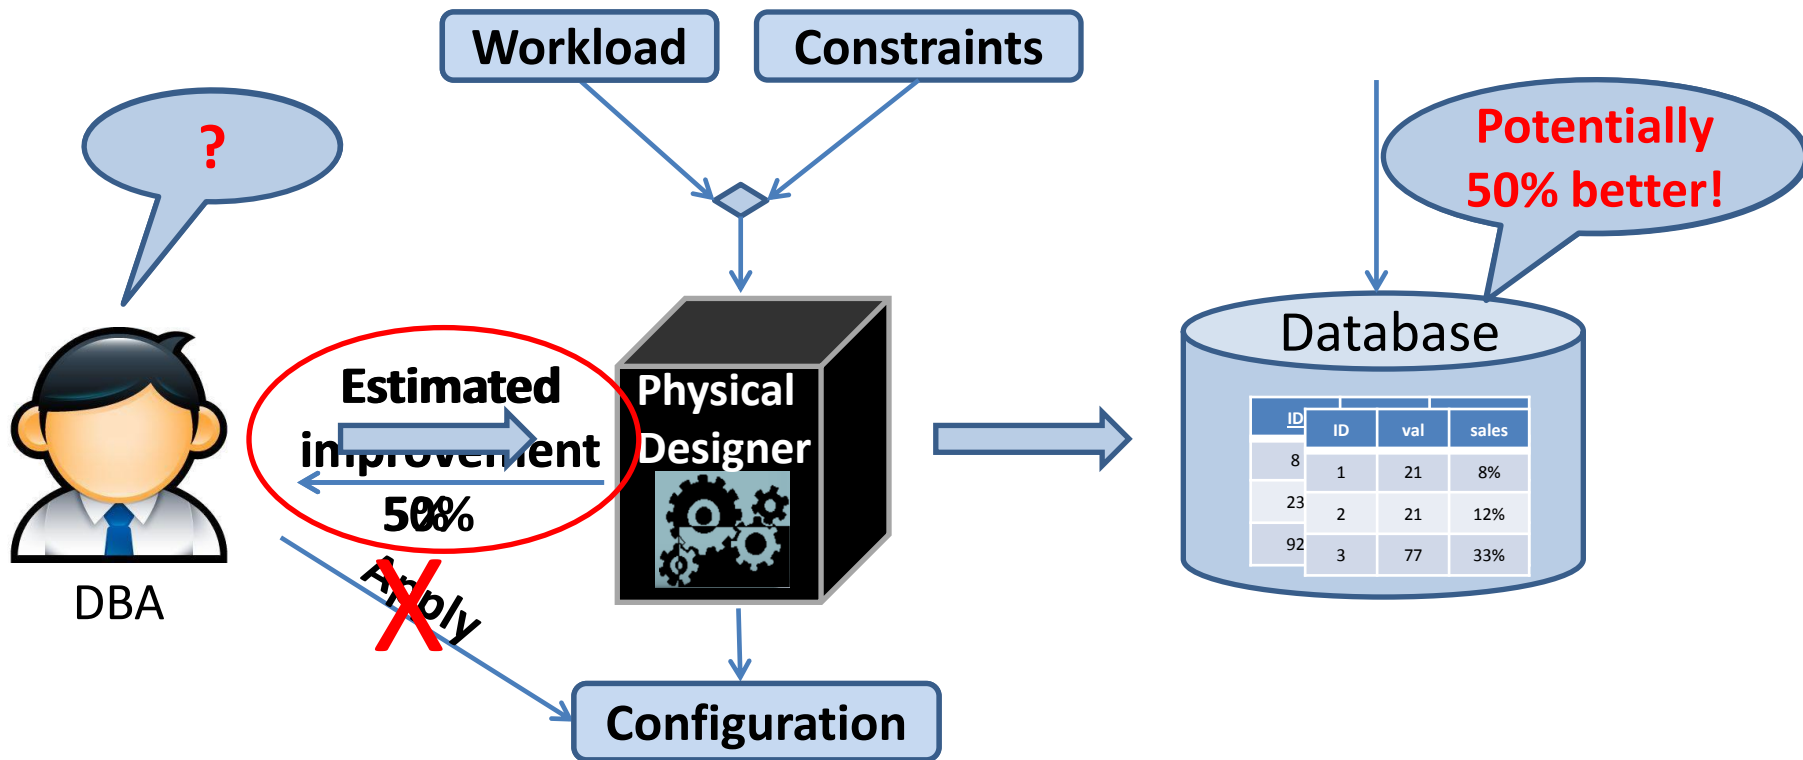 Workload
Constraints
?
Potentially
50% better!
Database
Estimated
improvement
50%
Physical
Designer
ID
8
23
92
ID val sales
1 21 8%
2 21 12%
3 77 33%
Apply
X
DBA
Configuration